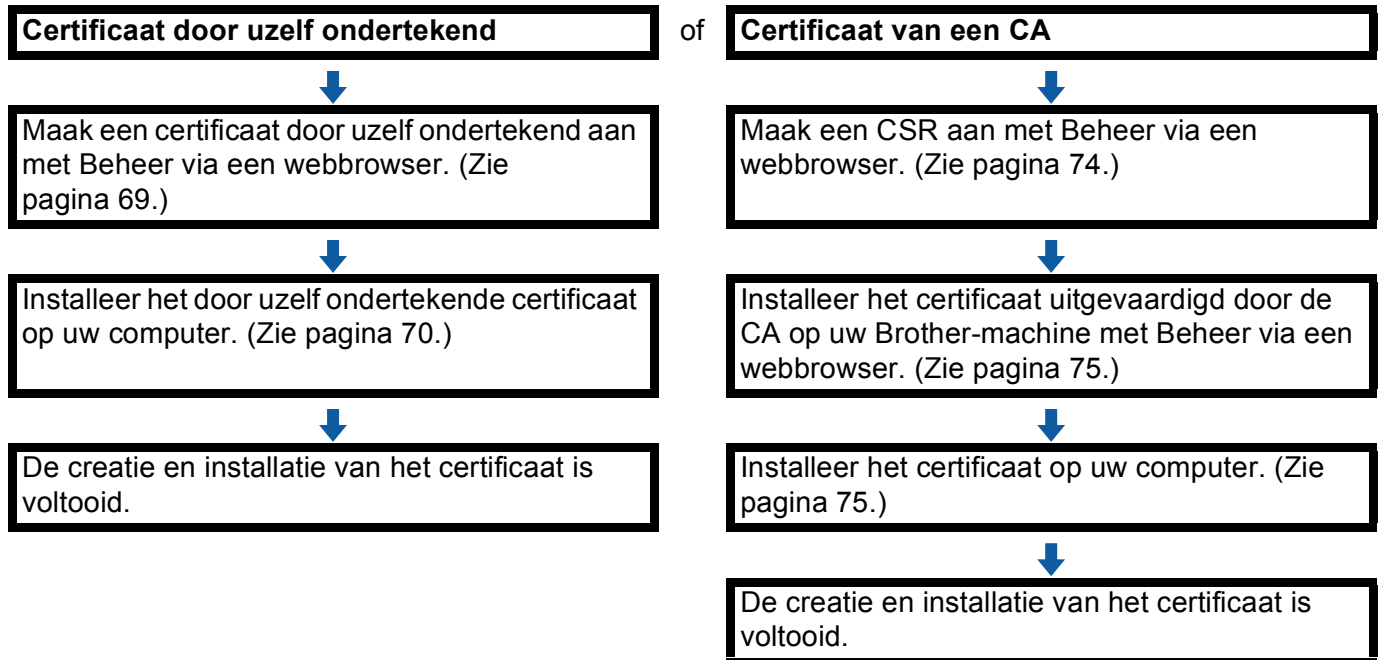 Certificaat door uzelf ondertekend
of
Certificaat van een CA
Maak een certificaat door uzelf ondertekend aan
met Beheer via een webbrowser. (Zie
pagina 69.)
Maak een CSR aan met Beheer via een
webbrowser. (Zie pagina 74.)
Installeer het door uzelf ondertekende certificaat
op uw computer. (Zie pagina 70.)
Installeer het certificaat uitgevaardigd door de
CA op uw Brother-machine met Beheer via een
webbrowser. (Zie pagina 75.)
De creatie en installatie van het certificaat is
voltooid.
Installeer het certificaat op uw computer. (Zie
pagina 75.)
De creatie en installatie van het certificaat is
voltooid.